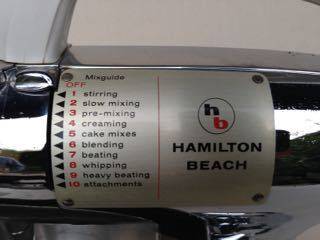 Mixguide
OFF
1 stirring
2 slow mixing
3 pre-mixing
4 creaming
5 cake mixes
6 blending
7 beating
8 whipping
9 heavy beating
10 attachments
hb
HAMILTON
BEACH